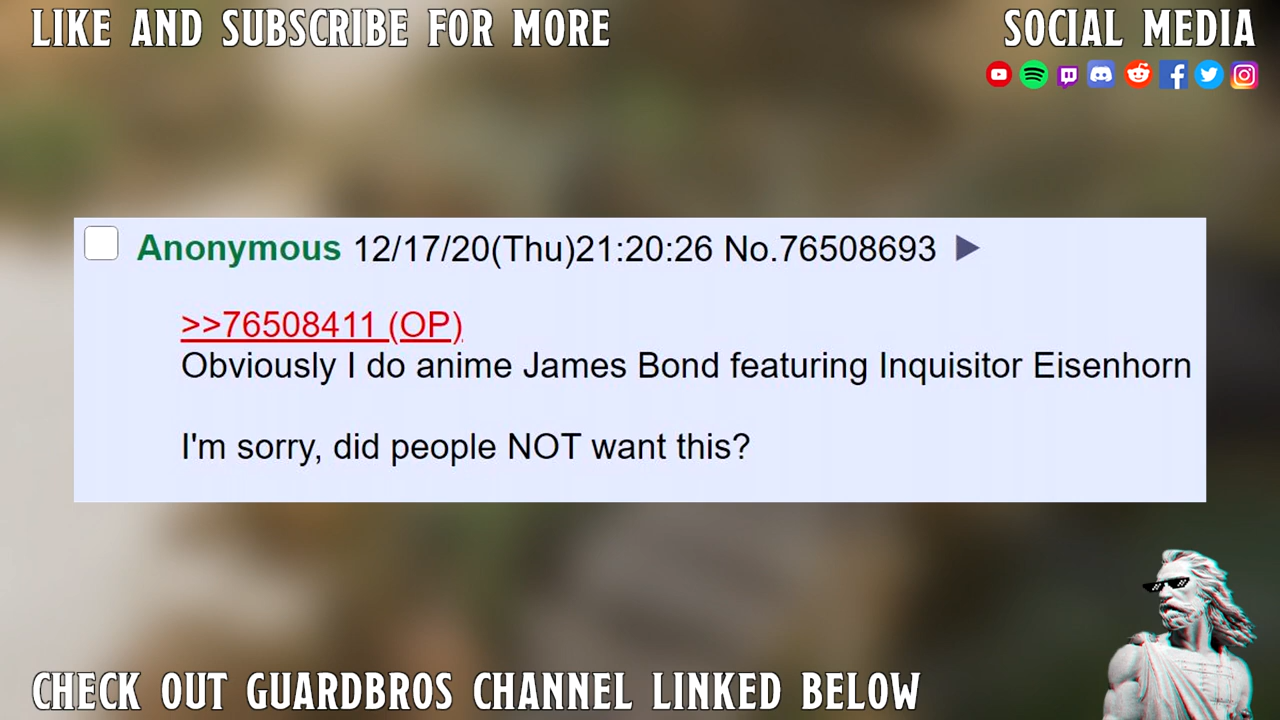 LIKE AND SUBSCRIBE FOR MORE
SOCIAL MEDIA
Anonymous 12/17/20(Thu)21:20:26 No.76508693 ▶
>>76508411 (OP)
Obviously I do anime James Bond featuring Inquisitor Eisenhorn
I'm sorry, did people NOT want this?
CHECK OUT GUARDBROS CHANNEL LINKED BELOW